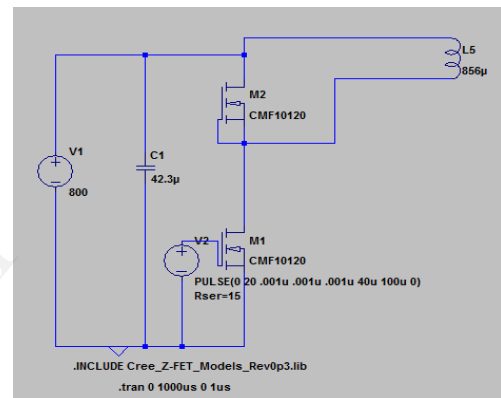 L5
856µ
M2
CMF10120
V1
800
C1
42.3µ
V2
M1
CMF10120
PULSE(0 20 .001u .001u .001u 40u 100u 0)
Rser=15
.INCLUDE Cree_Z-FET_Models_Rev0p3.lib
.tran 0 1000us 0 1us